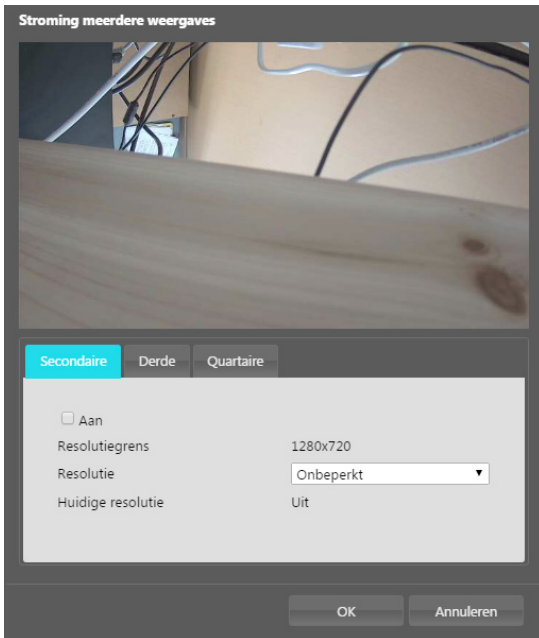 Stroming meerdere weergaves
Secondaire Derde Quartaire
Aan
Resolutiegrens 1280x720
Resolutie Onbeperkt
Huidige resolutie Uit
OK Annuleren